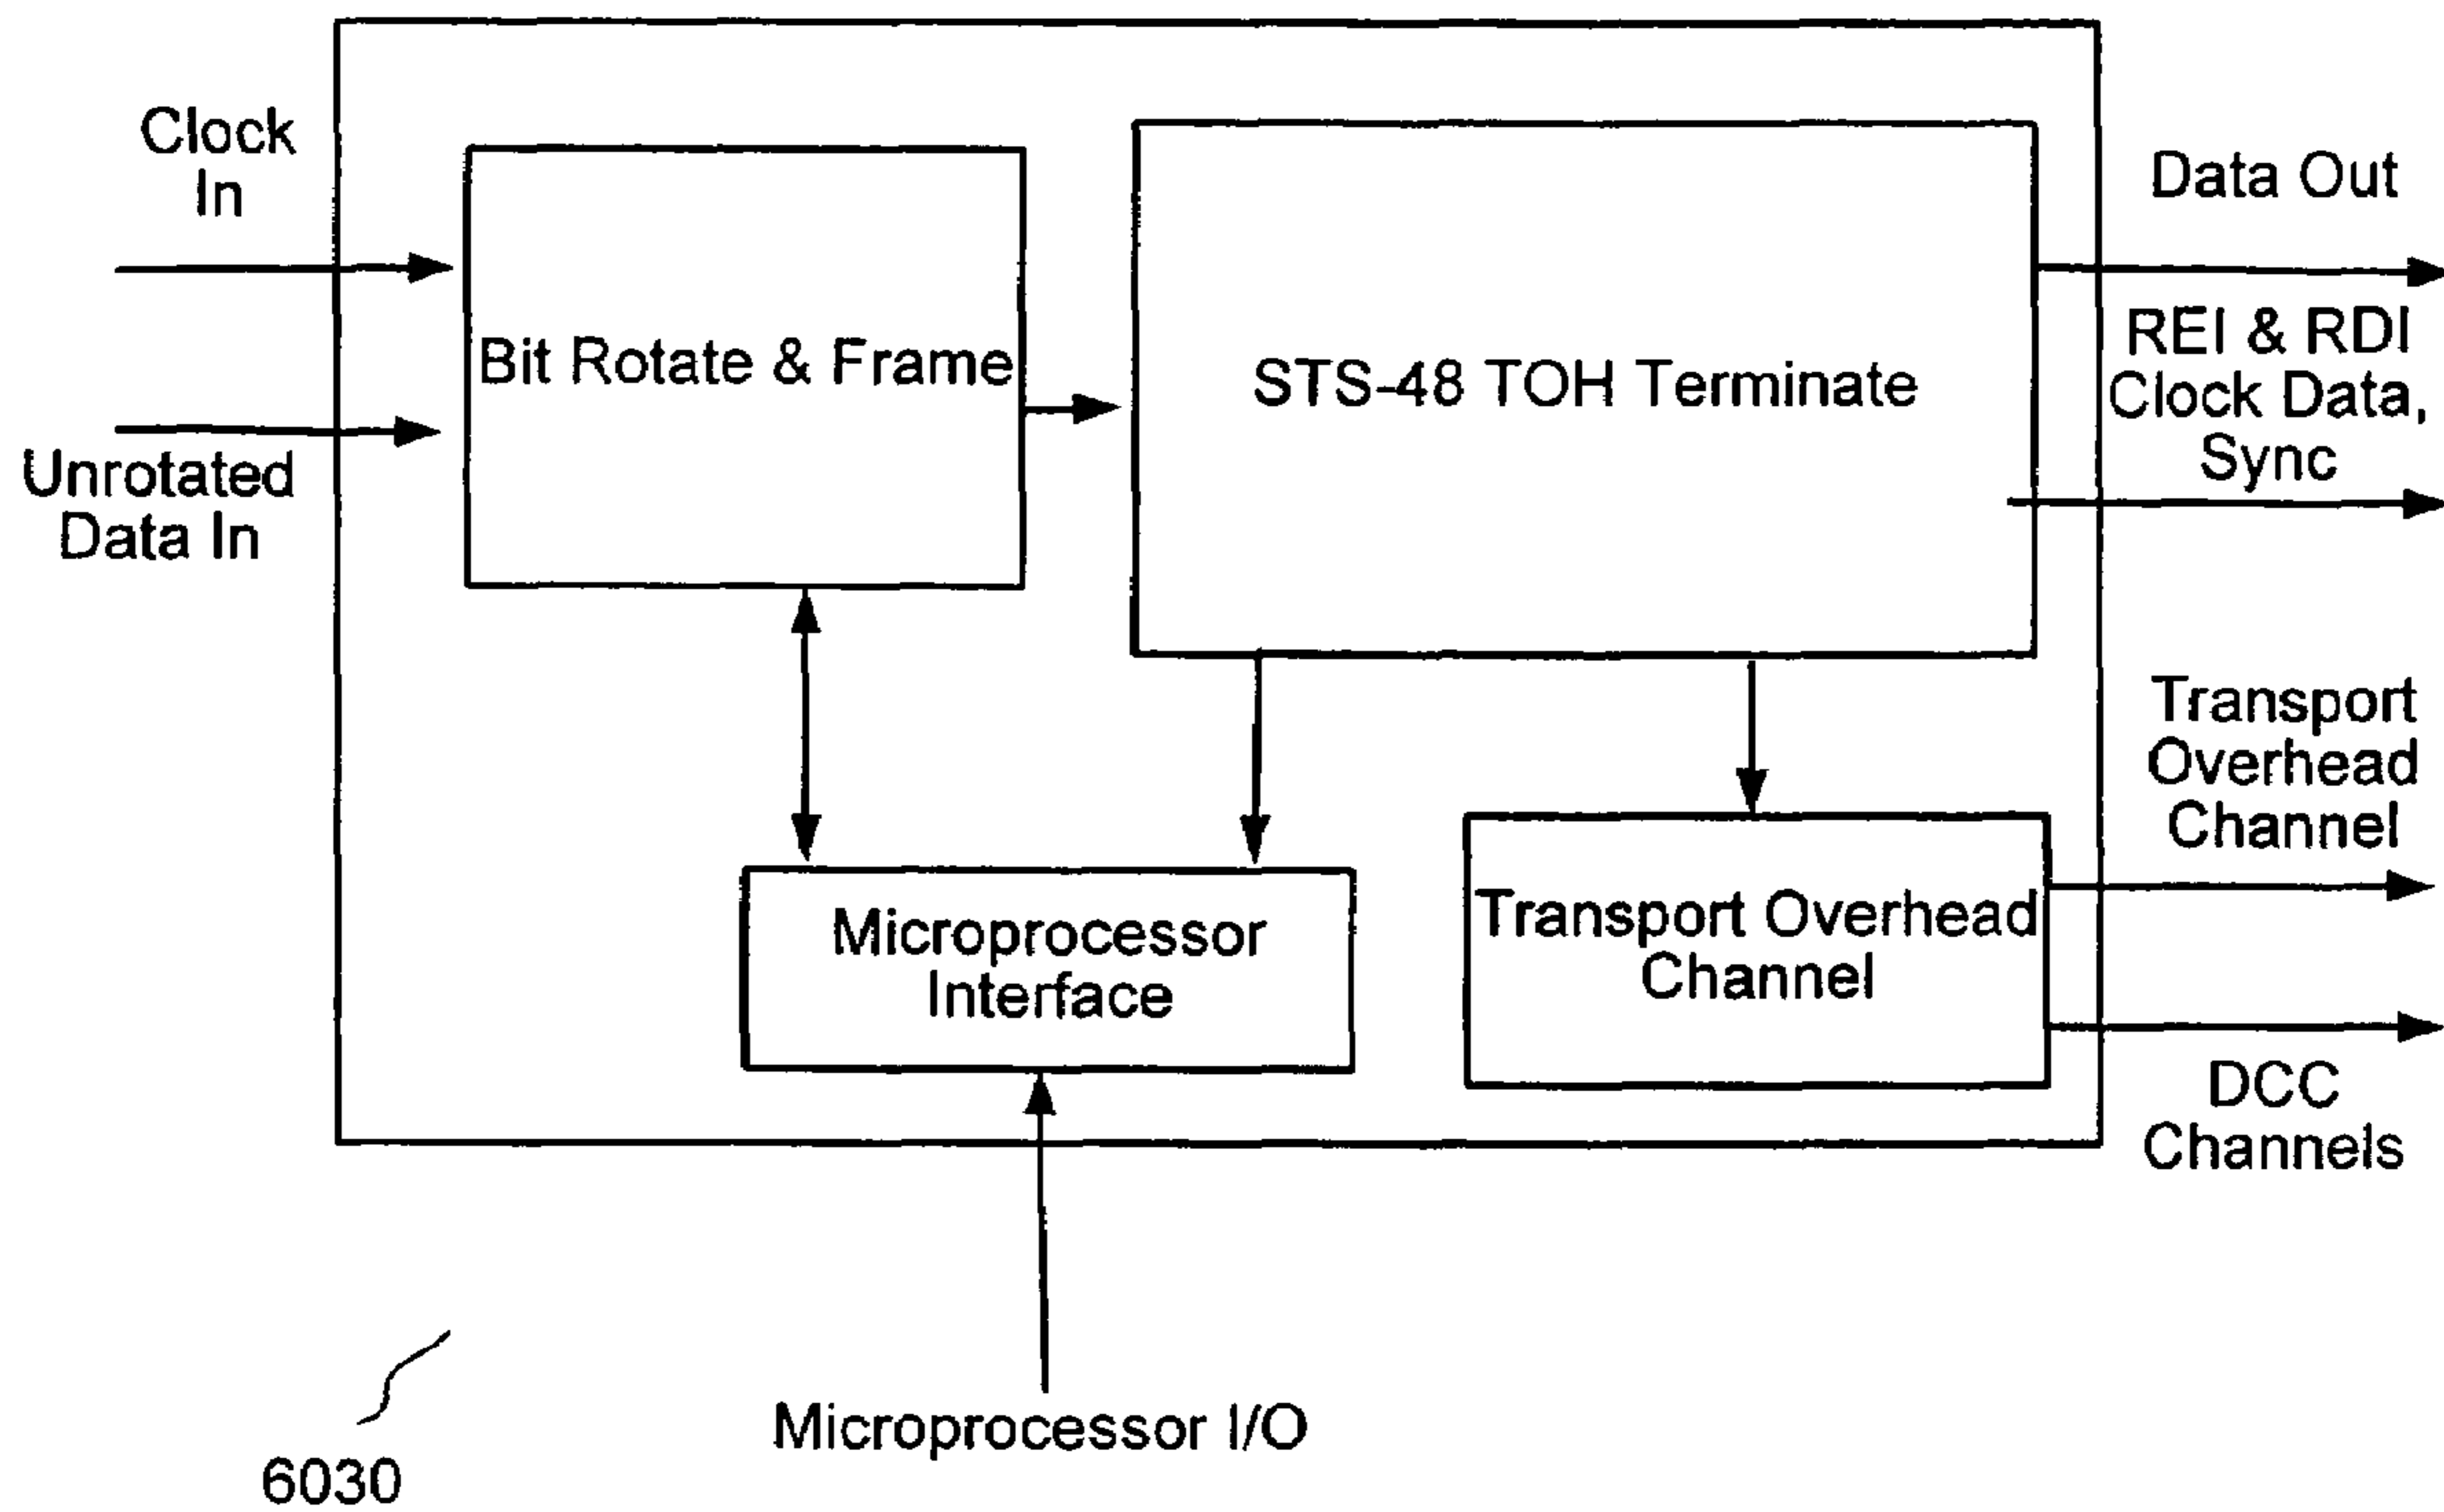 Clock
In
Unrotated
Data In
Bit Rotate & Frame
STS-48 TOH Terminate
Data Out
REI & RDI
Clock Data,
Sync
Microprocessor
Interface
Transport Overhead
Channel
Transport
Overhead
Channel
DCC
Channels
Microprocessor I/O
6030